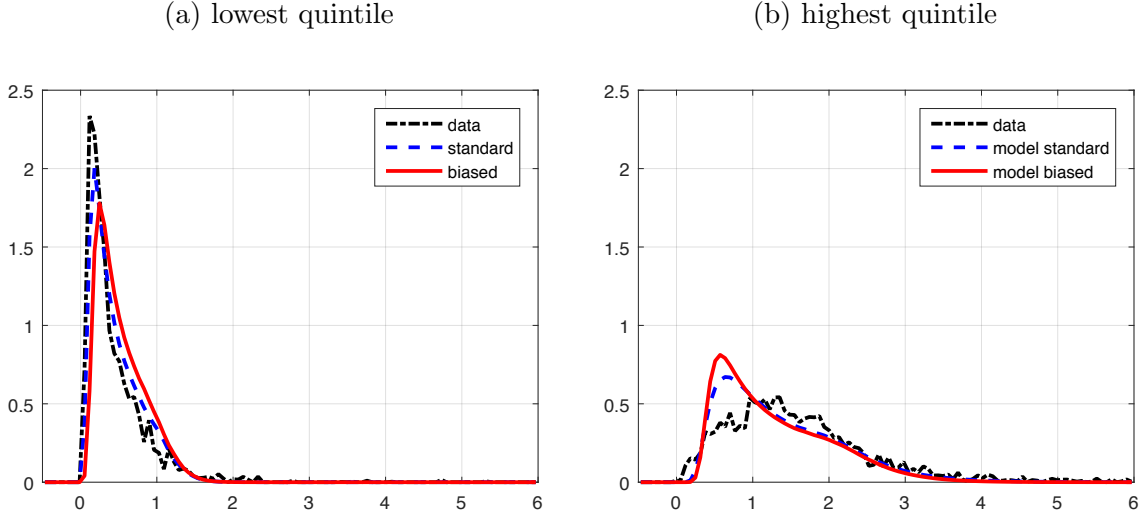 (a) lowest quintile
2.5
2
1.5
1
0.5
0
0 1 2 3 4 5 6
data
standard
biased
(b) highest quintile
2.5
2
1.5
1
0.5
0
0 1 2 3 4 5 6
data
model standard
model biased